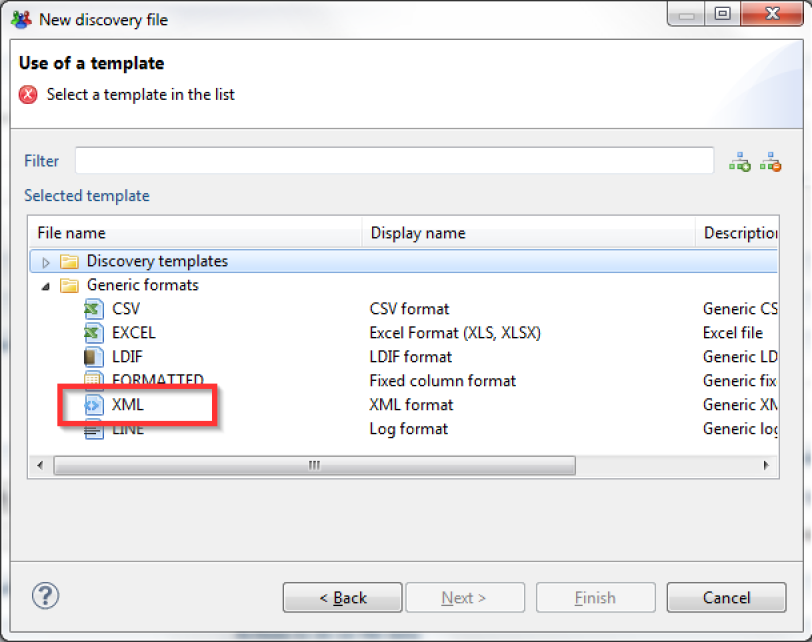 New discovery file
Use of a template
Select a template in the list
Filter
Selected template
File name Display name Description
Discovery templates
Generic formats
CSV CSV format Generic CS
EXCEL Excel Format (XLS, XLSX) Excel file
LDIF LDIF format Generic LD
FORMATTED Fixed column format Generic fix
XML XML format Generic XM
LINE Log format Generic log
< Back Next > Finish Cancel